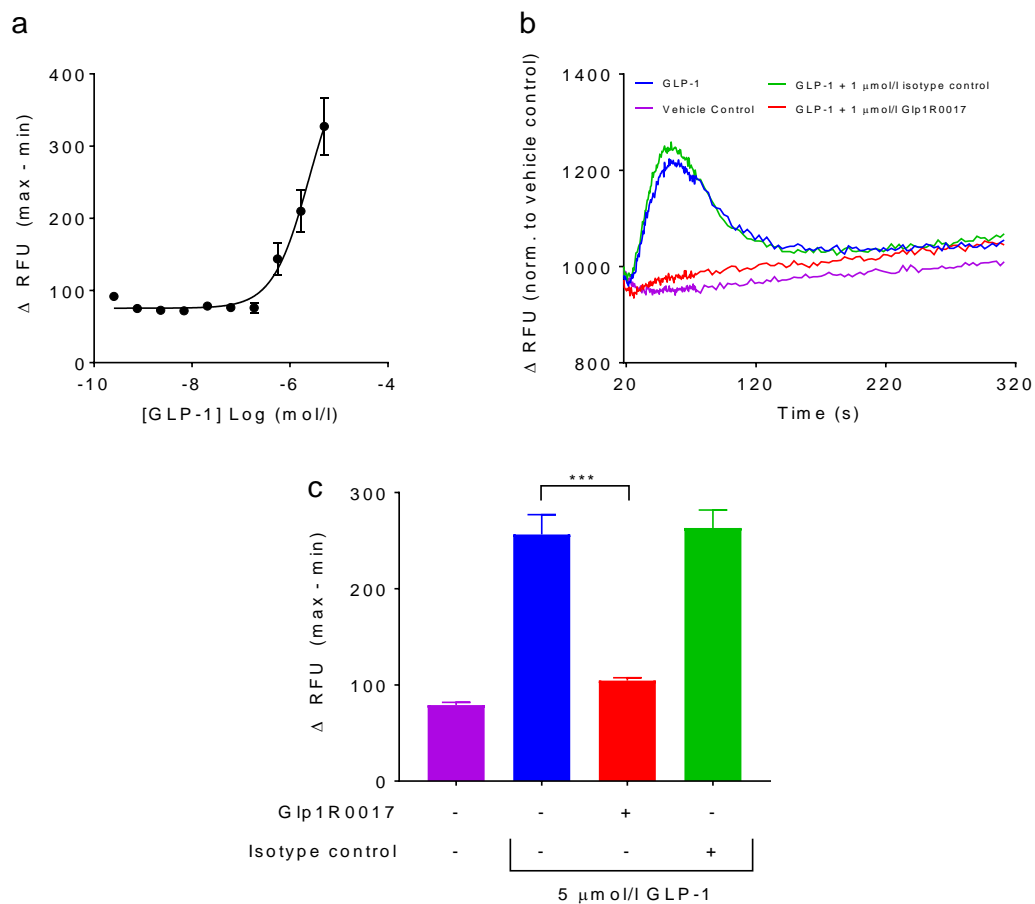 a
Δ RFU (max - min)
400
300
200
100
0
-10 -8 -6 -4
[GLP-1] Log (mol/l)
b
Δ RFU (norm. to vehicle control)
1400
1200
1000
800
GLP-1
Vehicle Control
GLP-1 + 1 μmol/l isotype control
GLP-1 + 1 μmol/l Glp1R0017
20 120 220 320
Time (s)
c
Δ RFU (max - min)
300
200
100
0
***
Glp1R0017 - - + -
Isotype control - - - +
5 μmol/l GLP-1